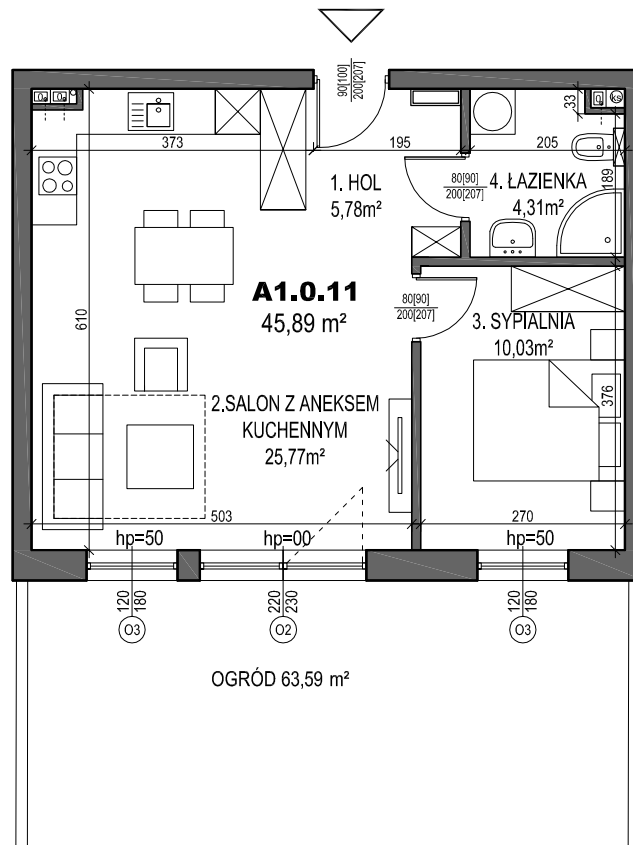 90[100]
200[207]
33
373
195
205
1. HOL
5,78m²
80[90]
200[207]
4. ŁAZIENKA
4,31m²
189
A1.0.11
45,89 m²
80[90]
200[207]
610
3. SYPIALNIA
10,03m²
376
2.SALON Z ANEKSEM
KUCHENNYM
25,77m²
503
270
hp=50
hp=00
hp=50
120
180
220
230
120
180
O3
O2
O3
OGRÓD 63,59 m²